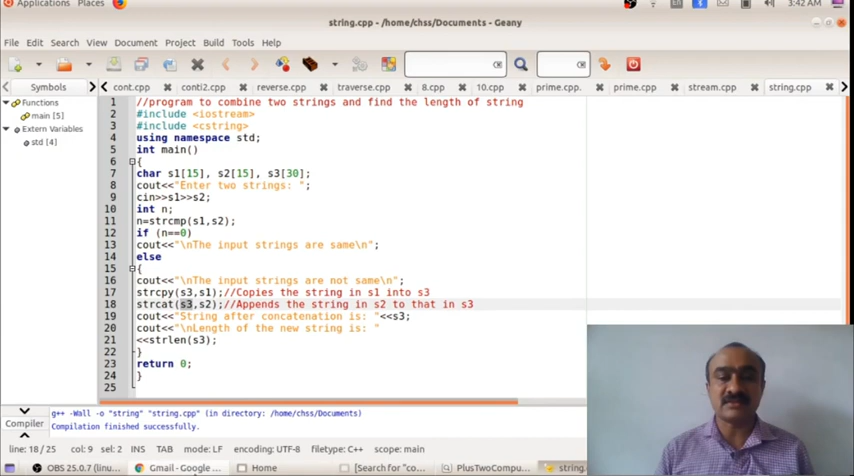 Applications Places 3:42 AM
string.cpp - /home/chss/Documents - Geany
File Edit Search View Document Project Build Tools Help
Symbols cont.cpp conti2.cpp reverse.cpp traverse.cpp 8.cpp 10.cpp prime.cpp. prime.cpp stream.cpp string.cpp
Functions
main [5]
Extern Variables
std [4]
1 //program to combine two strings and find the length of string
2 #include <iostream>
3 #include <cstring>
4 using namespace std;
5 int main()
6 {
7 char s1[15], s2[15], s3[30];
8 cout<<"Enter two strings: ";
9 cin>>s1>>s2;
10 int n;
11 n=strcmp(s1,s2);
12 if (n==0)
13 cout<<"\nThe input strings are same\n";
14 else
15 {
16 cout<<"\nThe input strings are not same\n";
17 strcpy(s3,s1);//Copies the string in s1 into s3
18 strcat(s3,s2);//Appends the string in s2 to that in s3
19 cout<<"String after concatenation is: "<<s3;
20 cout<<"\nLength of the new string is: "
21 <<strlen(s3);
22 }
23 return 0;
24 }
25
Compiler
g++ -Wall -o "string" "string.cpp" (in directory: /home/chss/Documents)
Compilation finished successfully.
line: 18 / 25 col: 9 sel: 2 INS TAB mode: LF encoding: UTF-8 filetype: C++ scope: main
OBS 25.0.7 (linu... Gmail - Google ... Home [Search for "co... PlusTwoCompu... string.